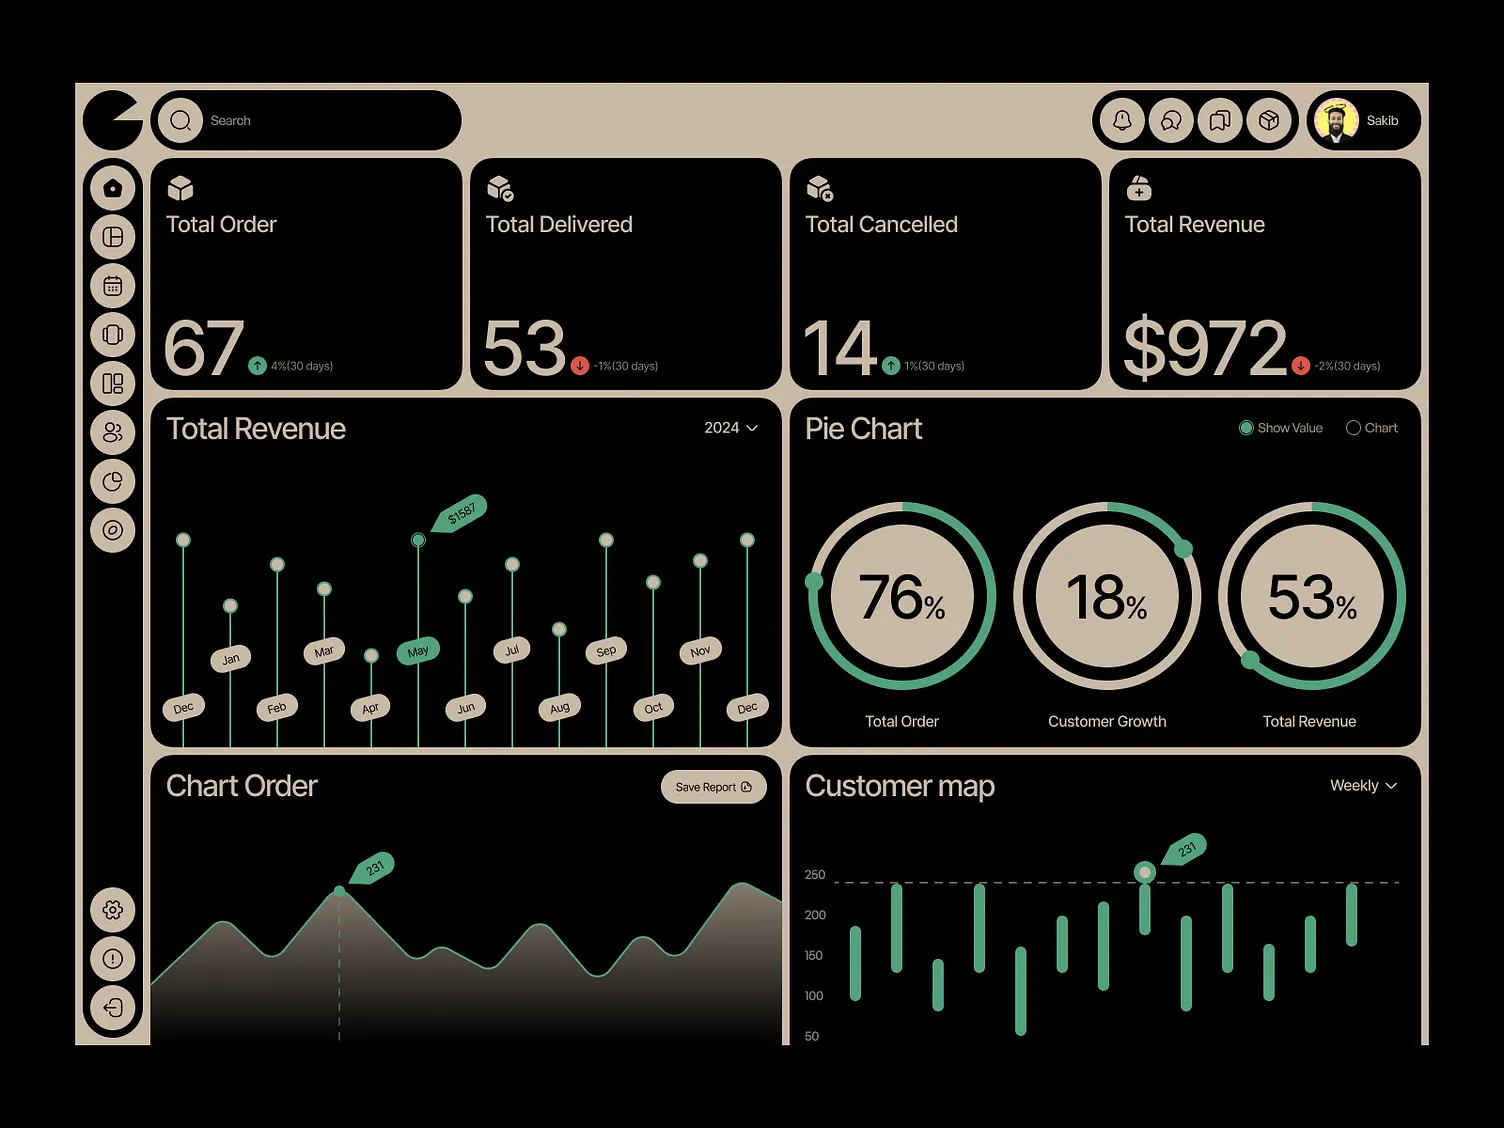 Search
Sakib
Total Order
67
4%(30 days)
Total Delivered
53
-1%(30 days)
Total Cancelled
14
1%(30 days)
Total Revenue
$972
-2%(30 days)
Total Revenue
2024
$1587
Dec
Jan
Feb
Mar
Apr
May
Jun
Jul
Aug
Sep
Oct
Nov
Dec
Pie Chart
Show Value
Chart
76%
Total Order
18%
Customer Growth
53%
Total Revenue
Chart Order
Save Report
231
Customer map
Weekly
231
250
200
150
100
50